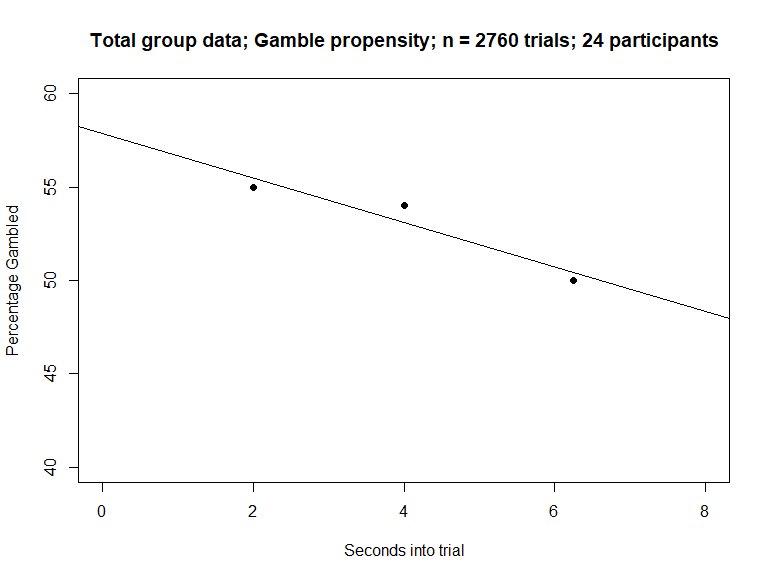 Total group data; Gamble propensity; n = 2760 trials; 24 participants
Percentage Gambled
60
55
50
45
40
0 2 4 6 8
Seconds into trial